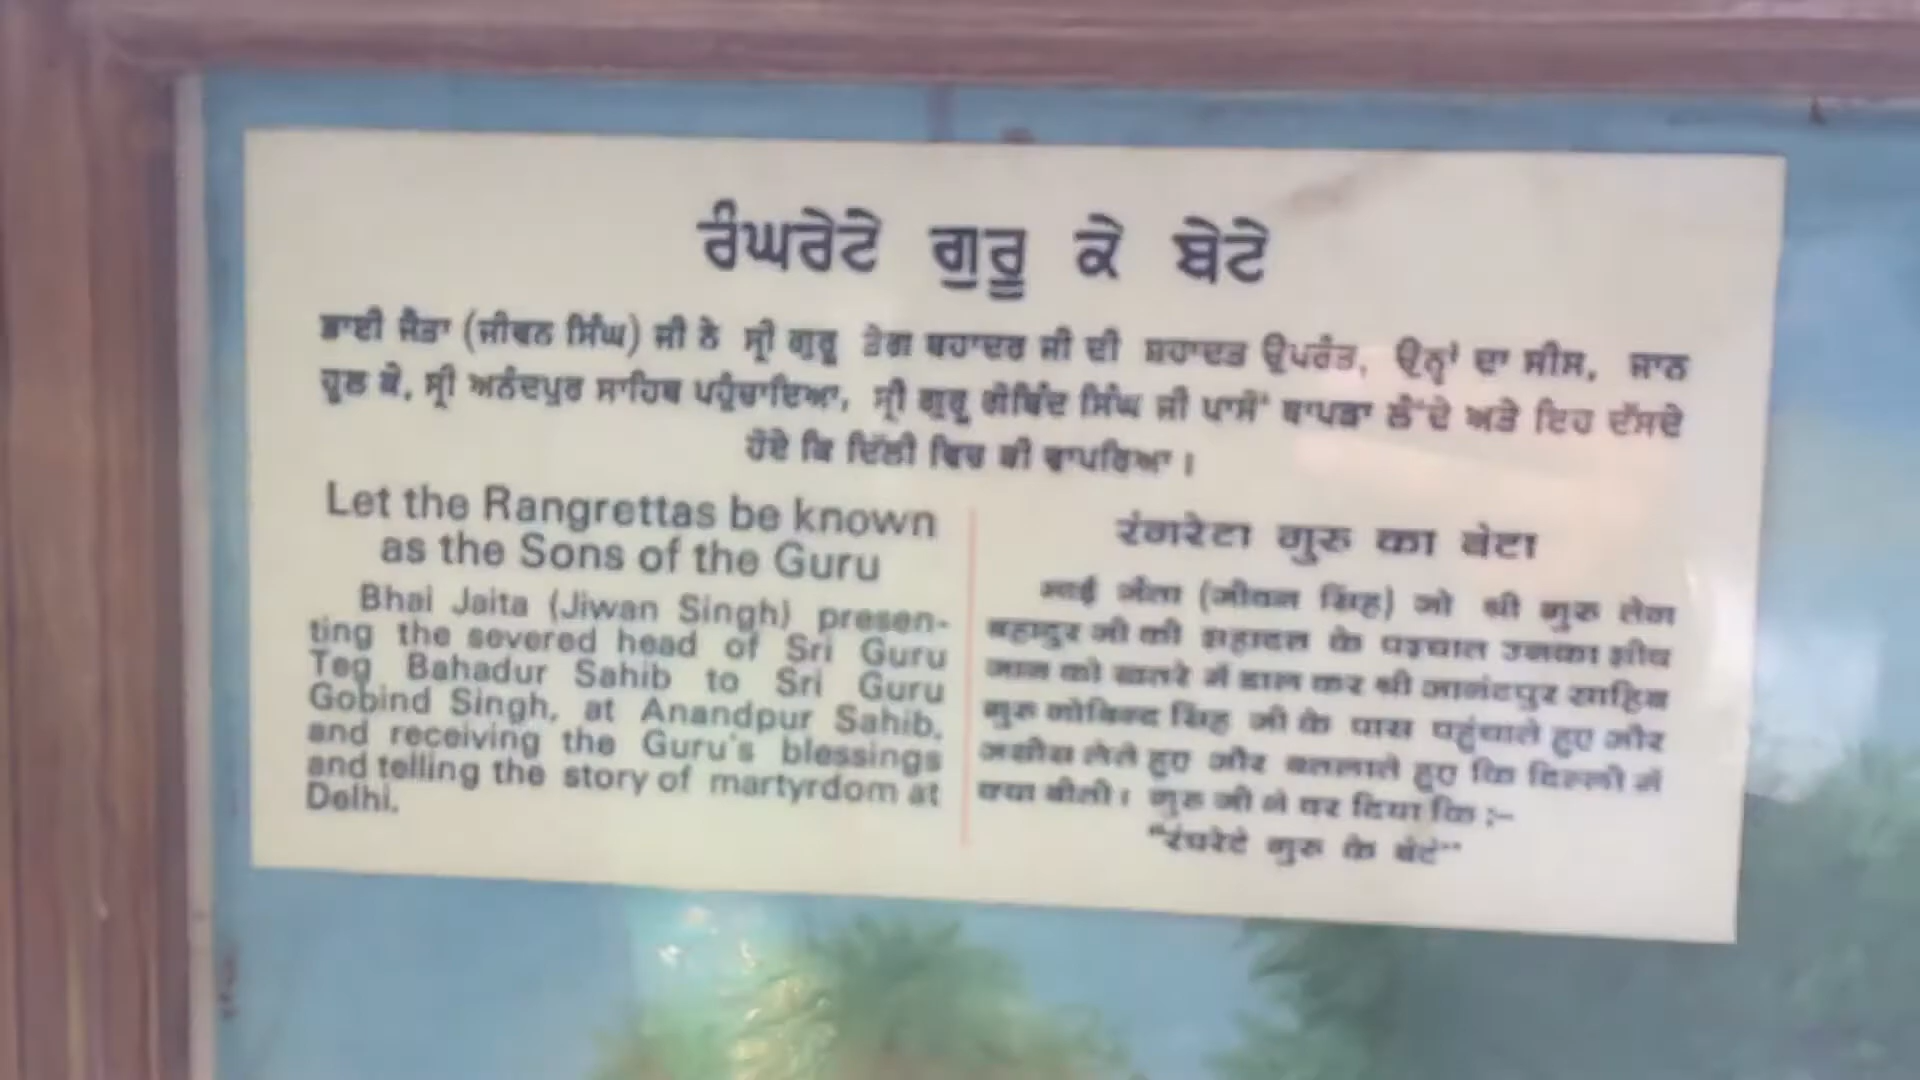 ਰੰਘਰੇਟੇ ਗੁਰੂ ਕੇ ਬੇਟੇ
ਭਾਈ ਜੈਤਾ (ਜੀਵਨ ਸਿੰਘ) ਜੀ ਨੇ ਸ੍ਰੀ ਗੁਰੂ ਤੇਗ ਬਹਾਦਰ ਜੀ ਦੀ ਸ਼ਹਾਦਤ ਉਪਰੰਤ, ਉਨ੍ਹਾਂ ਦਾ ਸੀਸ, ਜਾਨ
ਹੂਲ ਕੇ, ਸ੍ਰੀ ਅਨੰਦਪੁਰ ਸਾਹਿਬ ਪਹੁੰਚਾਇਆ, ਸ੍ਰੀ ਗੁਰੂ ਗੋਬਿੰਦ ਸਿੰਘ ਜੀ ਪਾਸੋਂ ਥਾਪੜਾ ਲੈਂਦੇ ਅਤੇ ਇਹ ਦੱਸਦੇ
ਹੋਏ ਕਿ ਦਿੱਲੀ ਵਿਚ ਕੀ ਵਾਪਰਿਆ।
Let the Rangrettas be known
as the Sons of the Guru
Bhai Jaita (Jiwan Singh) presen-
ting the severed head of Sri Guru
Teg Bahadur Sahib to Sri Guru
Gobind Singh, at Anandpur Sahib,
and receiving the Guru's blessings
and telling the story of martyrdom at
Delhi.
रंगरेटा गुरु का बेटा
भाई जैता (जीवन सिंह) जी श्री गुरु तेग
बहादुर जी की शहादत के पश्चात उनका शीष
जान को खतरे में डाल कर श्री आनंदपुर साहिब
गुरु गोबिन्द सिंह जी के पास पहुंचाते हुए और
असीस लेते हुए और बतलाते हुए कि दिल्ली में
क्या बीती। गुरु जी ने वर दिया कि :-
"रंघरेटे गुरु के बेटे"